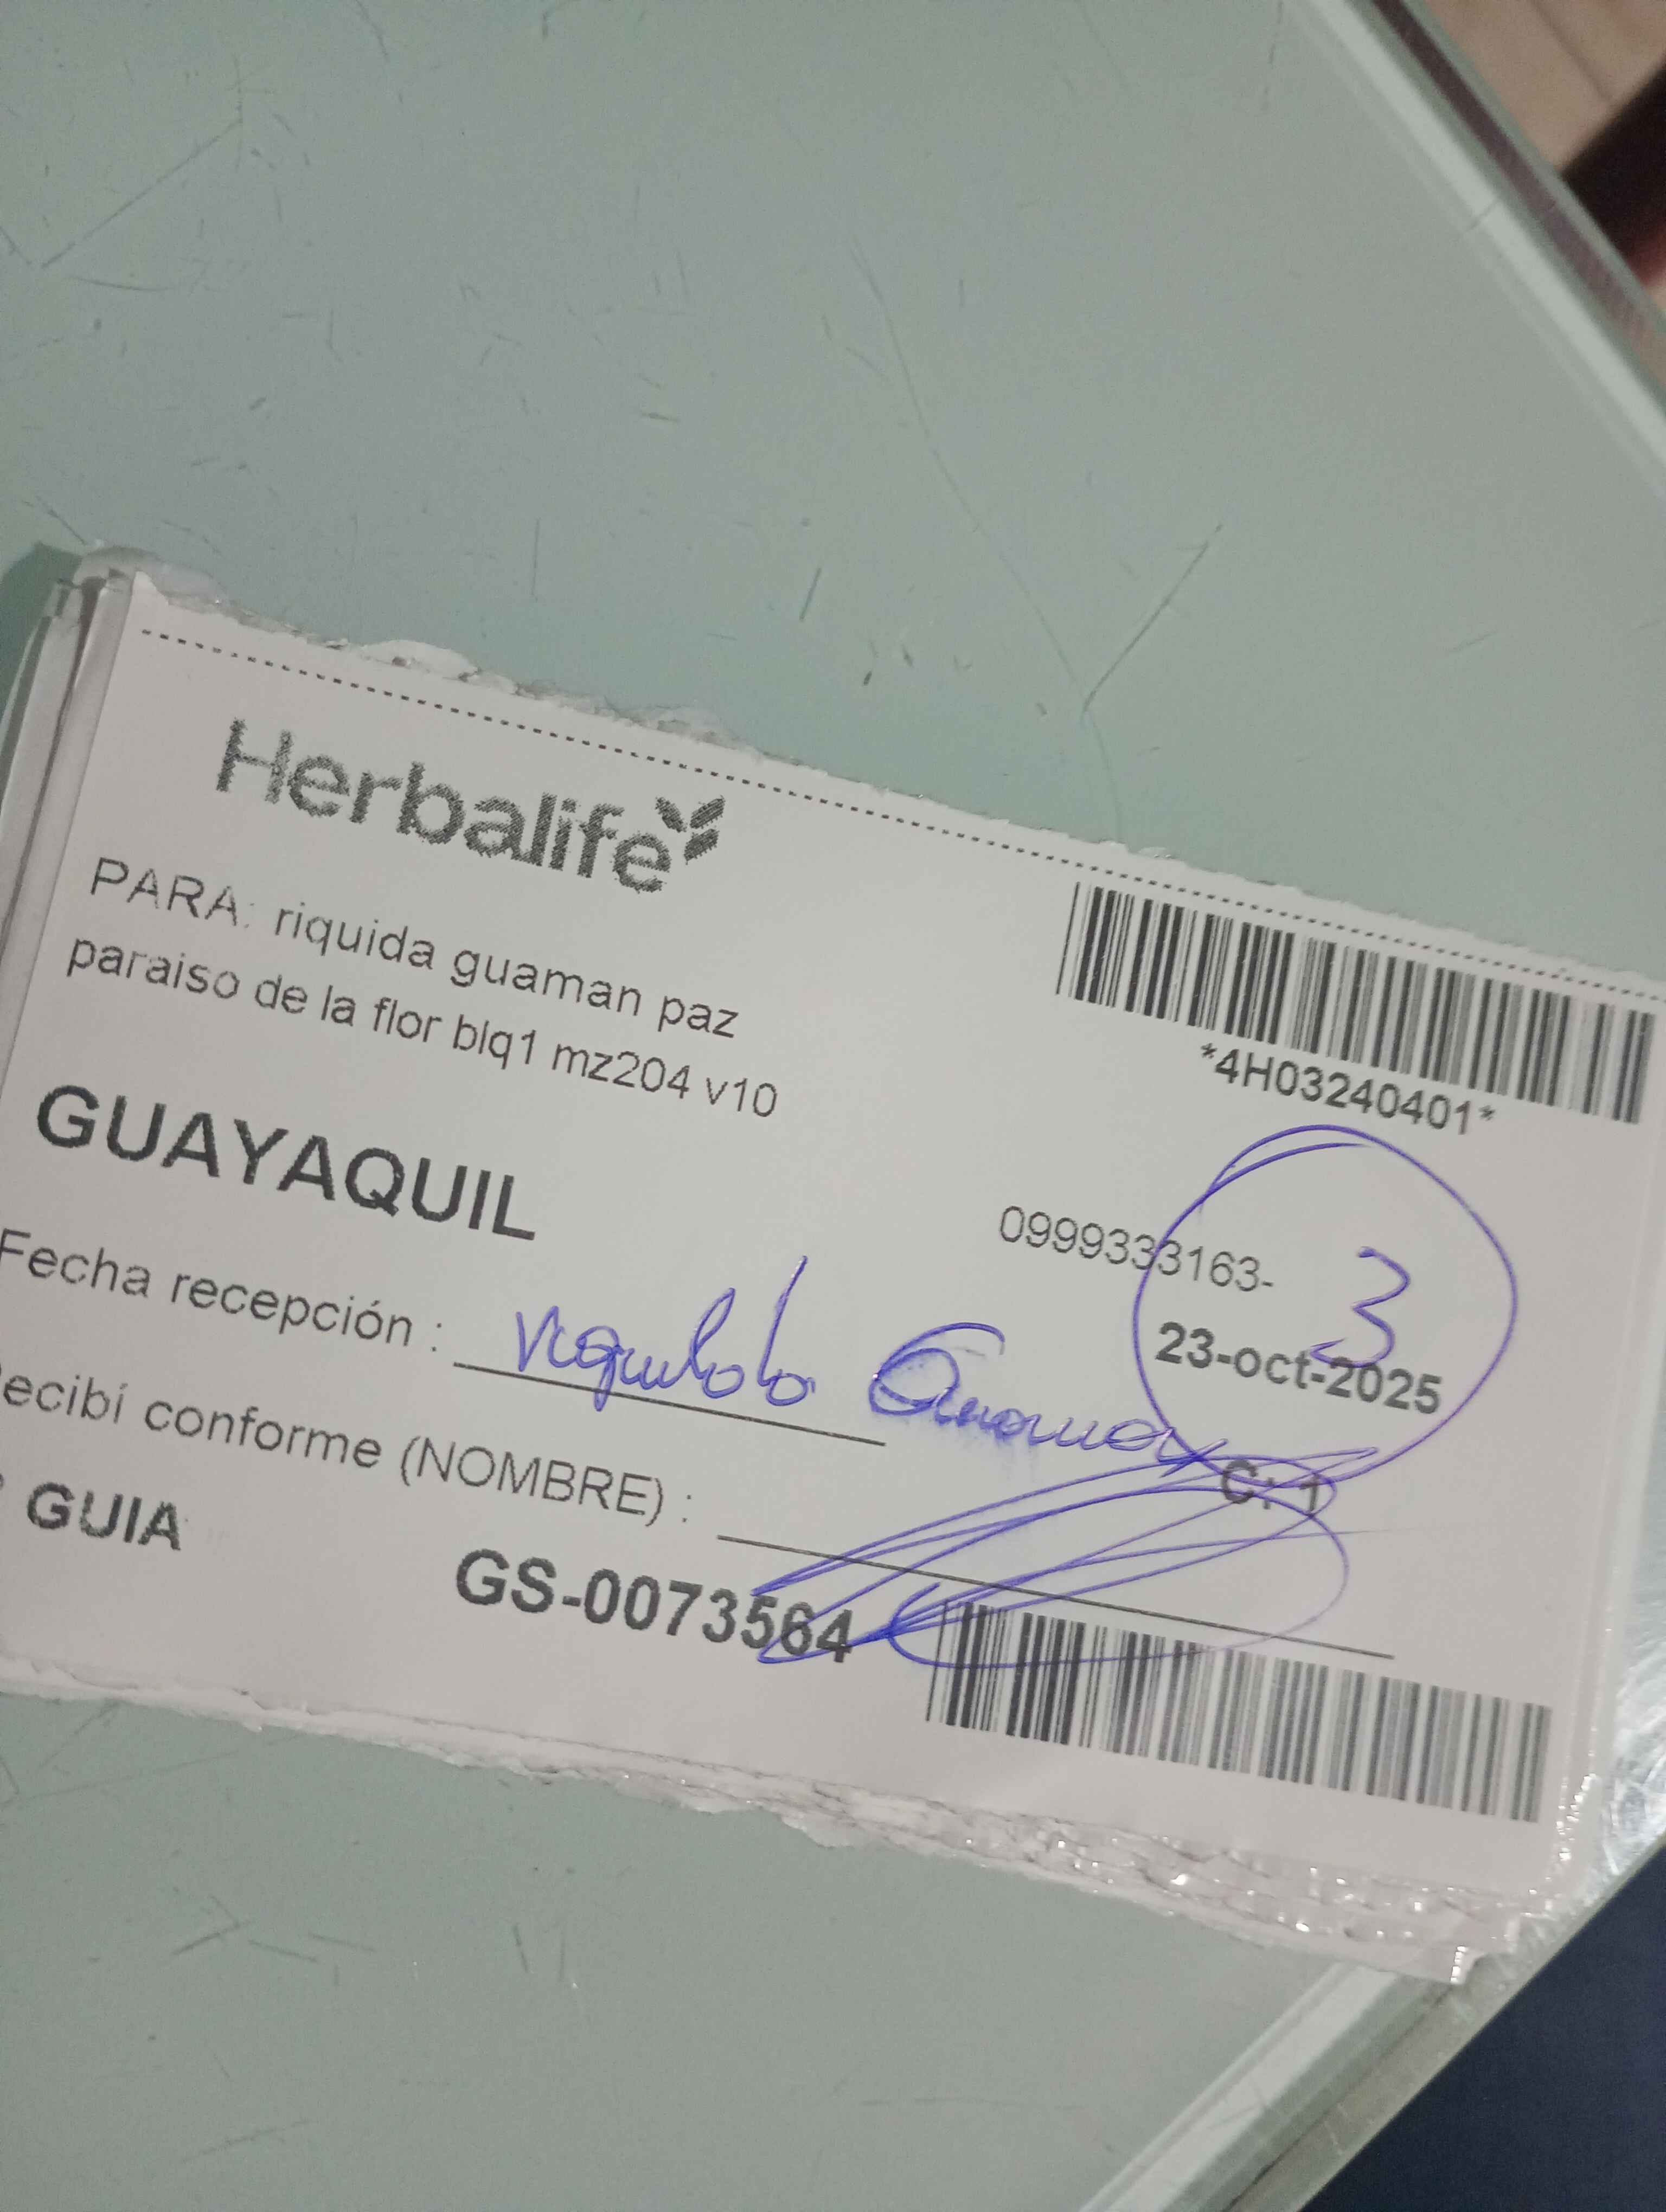 Herbalife
*4H03240401*
PARA: riquida guaman paz
paraiso de la flor blq1 mz204 v10
GUAYAQUIL
0999333163-
3
23-oct-2025
Fecha recepción :
C: 1
ecibí conforme (NOMBRE) :
GUIA GS-0073564